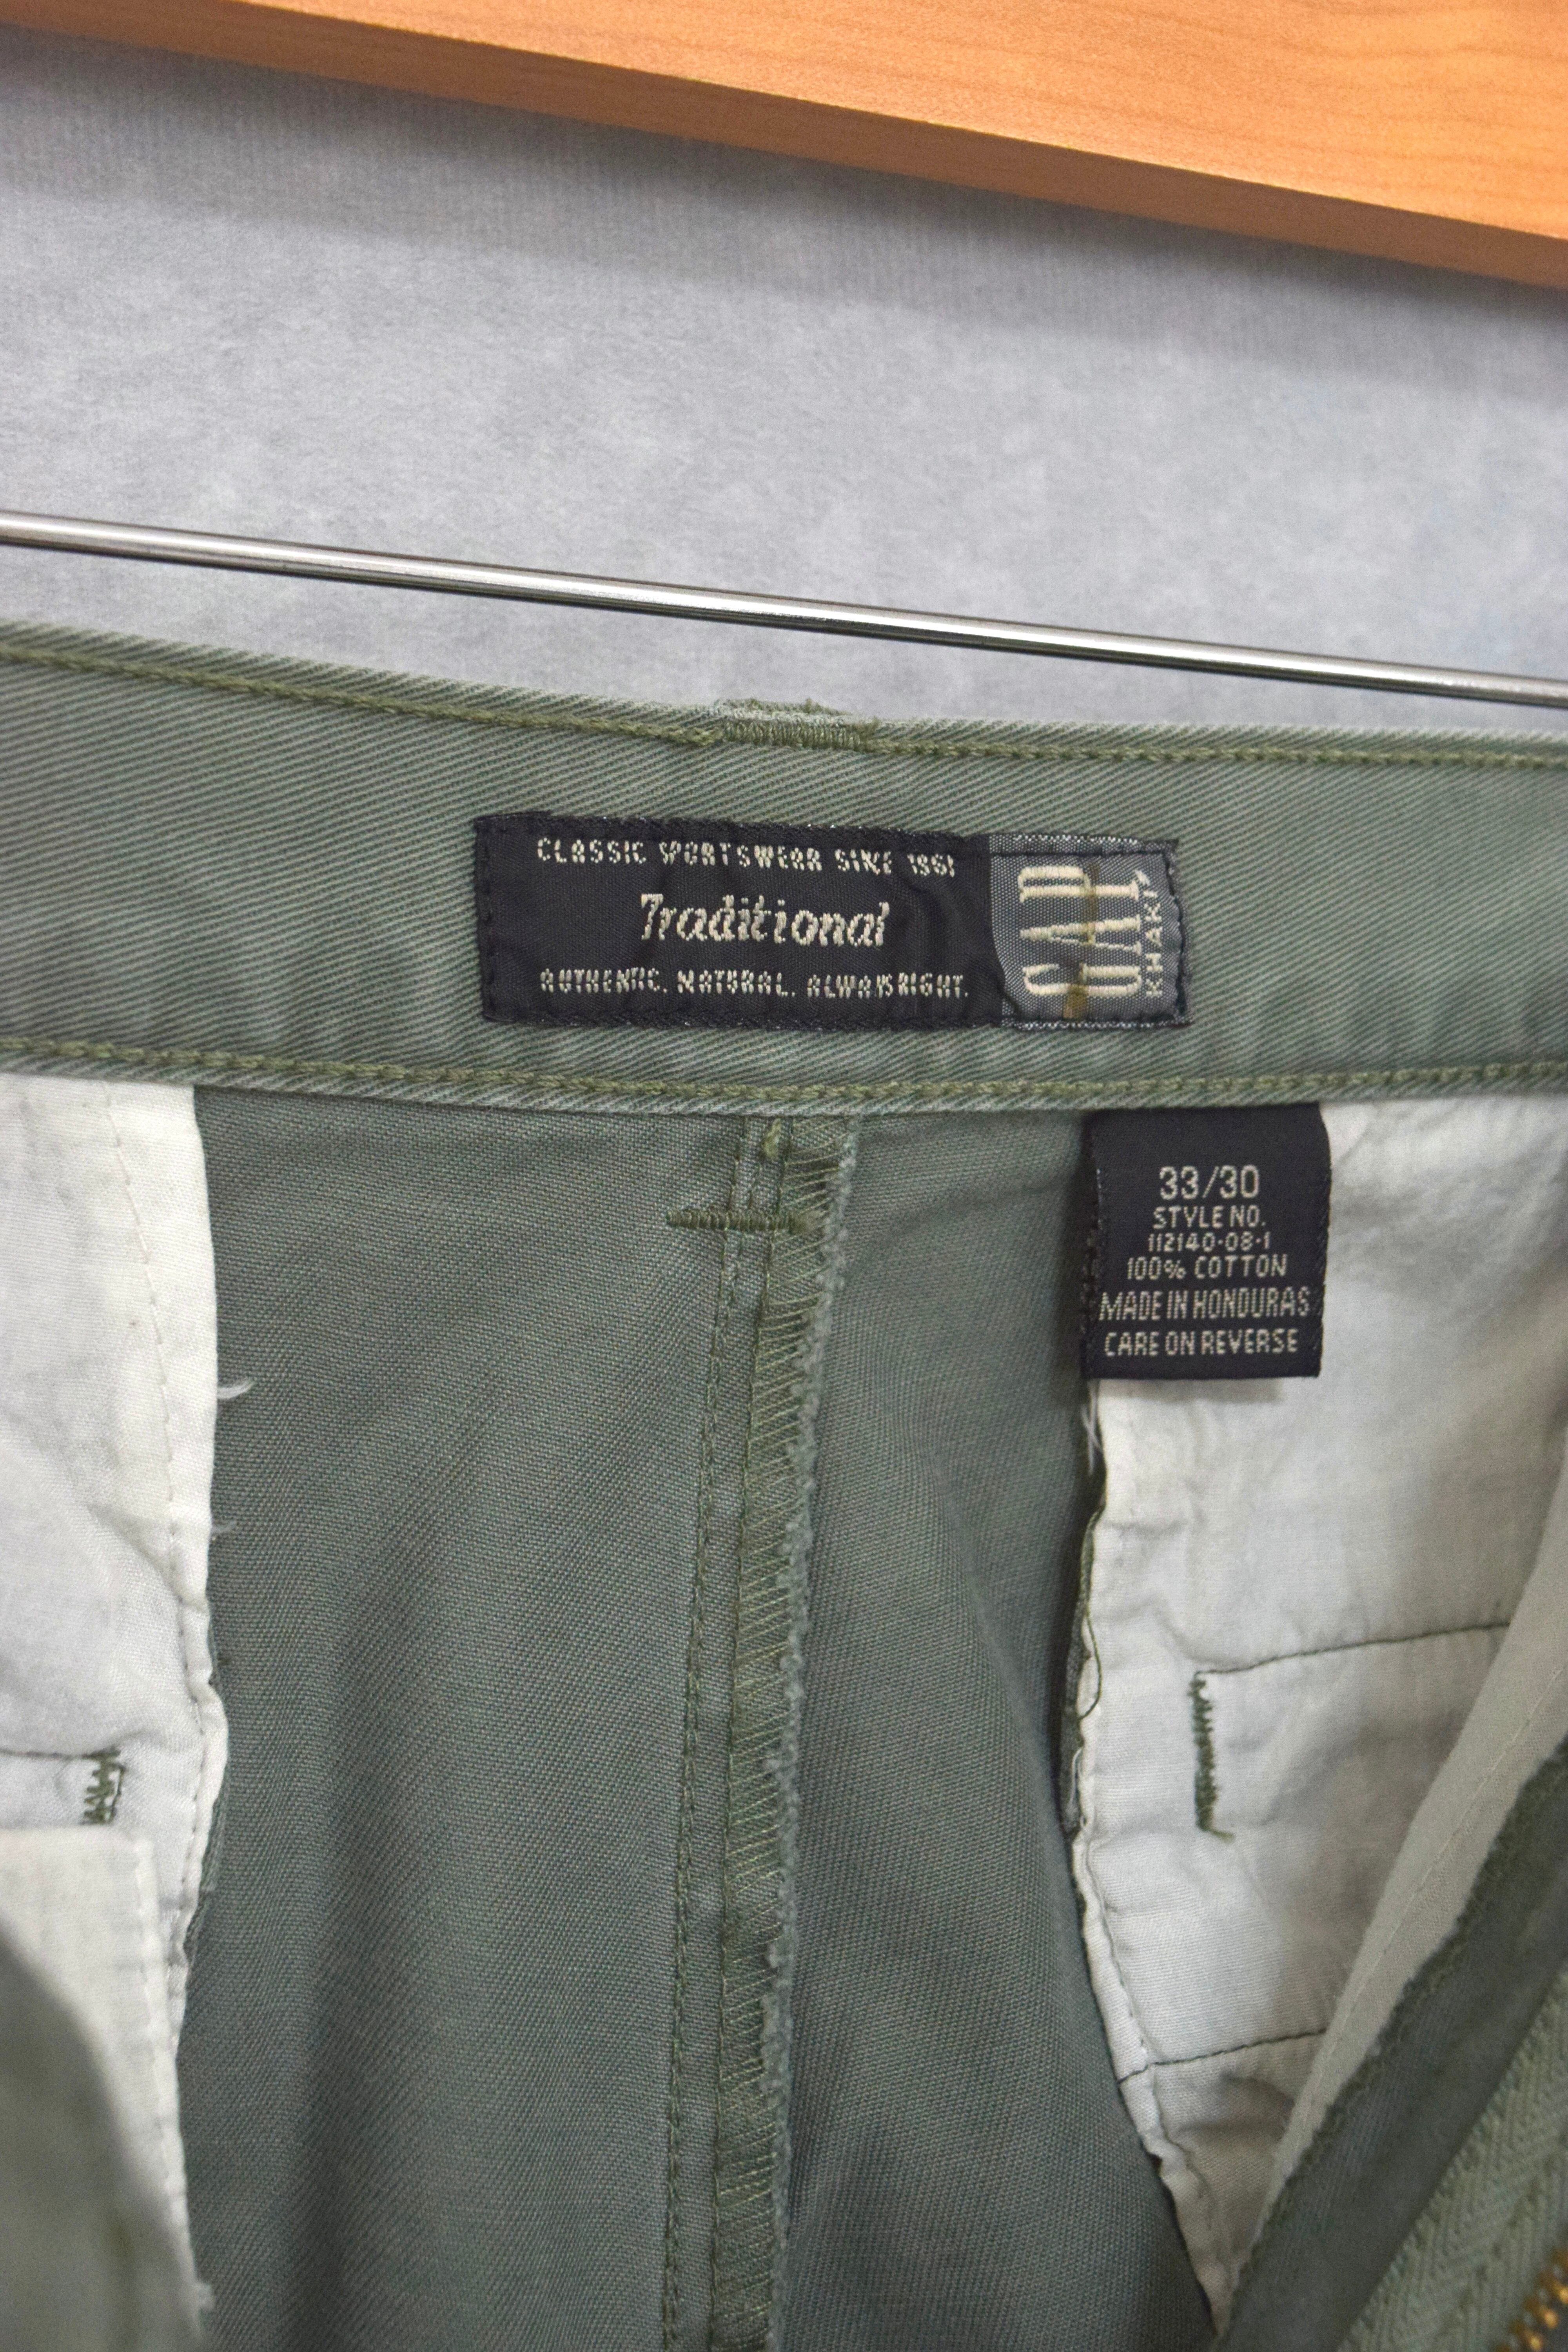 CLASSIC SPORTSWEAR SINCE 1969
Traditional
AUTHENTIC. NATURAL. ALWAYS RIGHT.
GAP
KHAKIS
33/30
STYLE NO.
112140-08-1
100% COTTON
MADE IN HONDURAS
CARE ON REVERSE